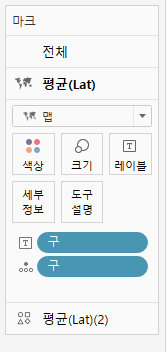 마크
전체
평균(Lat)
맵
색상 크기 레이블
세부 정보 도구 설명
구
구
평균(Lat)(2)